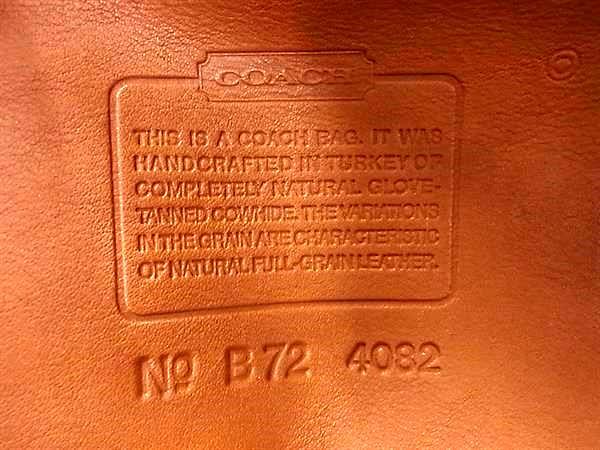 COACH
THIS IS A COACH BAG. IT WAS
HANDCRAFTED IN TURKEY OF
COMPLETELY NATURAL GLOVE-
TANNED COWHIDE. THE VARIATIONS
IN THE GRAIN ARE CHARACTERISTIC
OF NATURAL FULL-GRAIN LEATHER.
No B72 4082